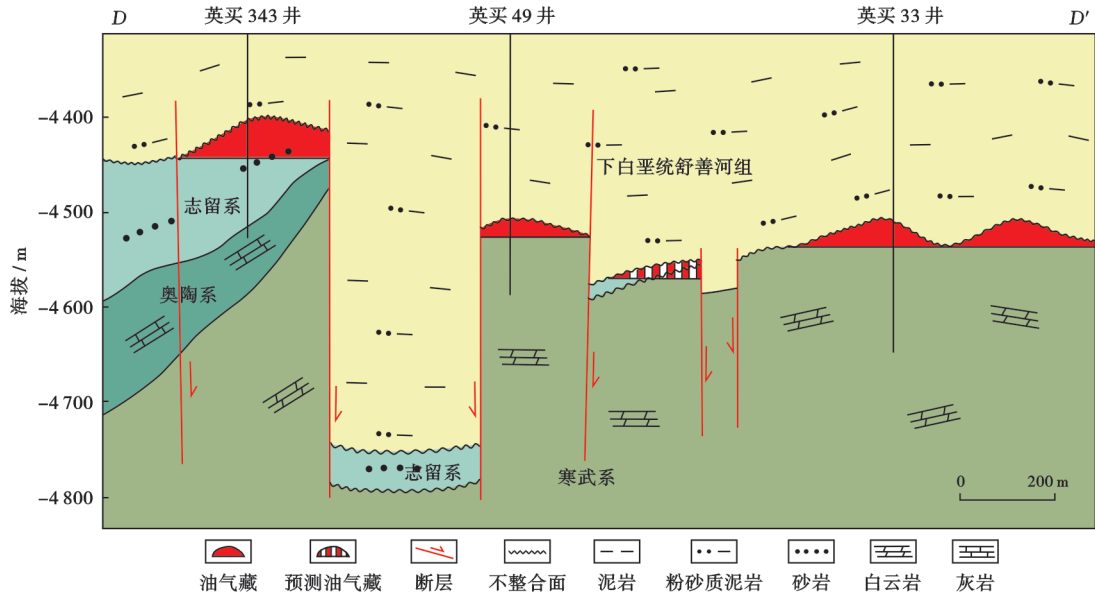 D
英买 343 井
英买 49 井
英买 33 井
D′
海拔 / m
-4 400
-4 500
-4 600
-4 700
-4 800
下白垩统舒善河组
志留系
奥陶系
志留系
寒武系
0
200 m
油气藏
预测油气藏
断层
不整合面
泥岩
粉砂质泥岩
砂岩
白云岩
灰岩